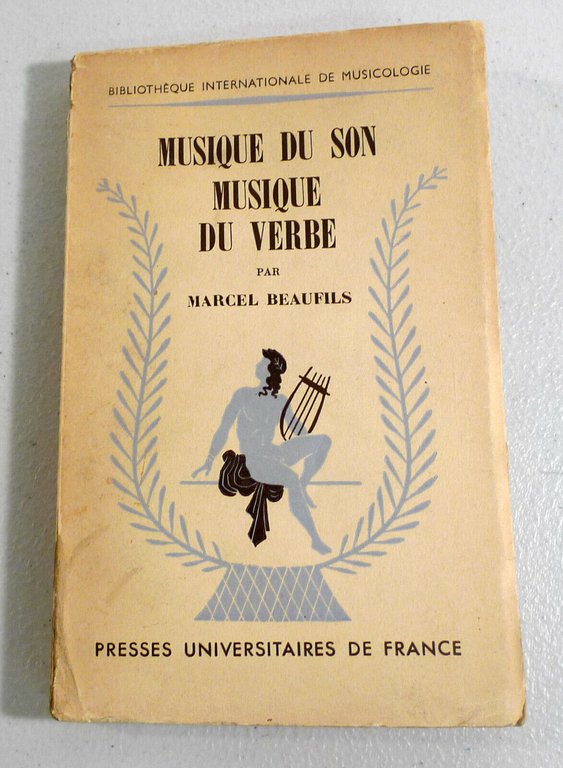 BIBLIOTHÈQUE INTERNATIONALE DE MUSICOLOGIE
MUSIQUE DU SON
MUSIQUE
DU VERBE
PAR
MARCEL BEAUFILS
PRESSES UNIVERSITAIRES DE FRANCE